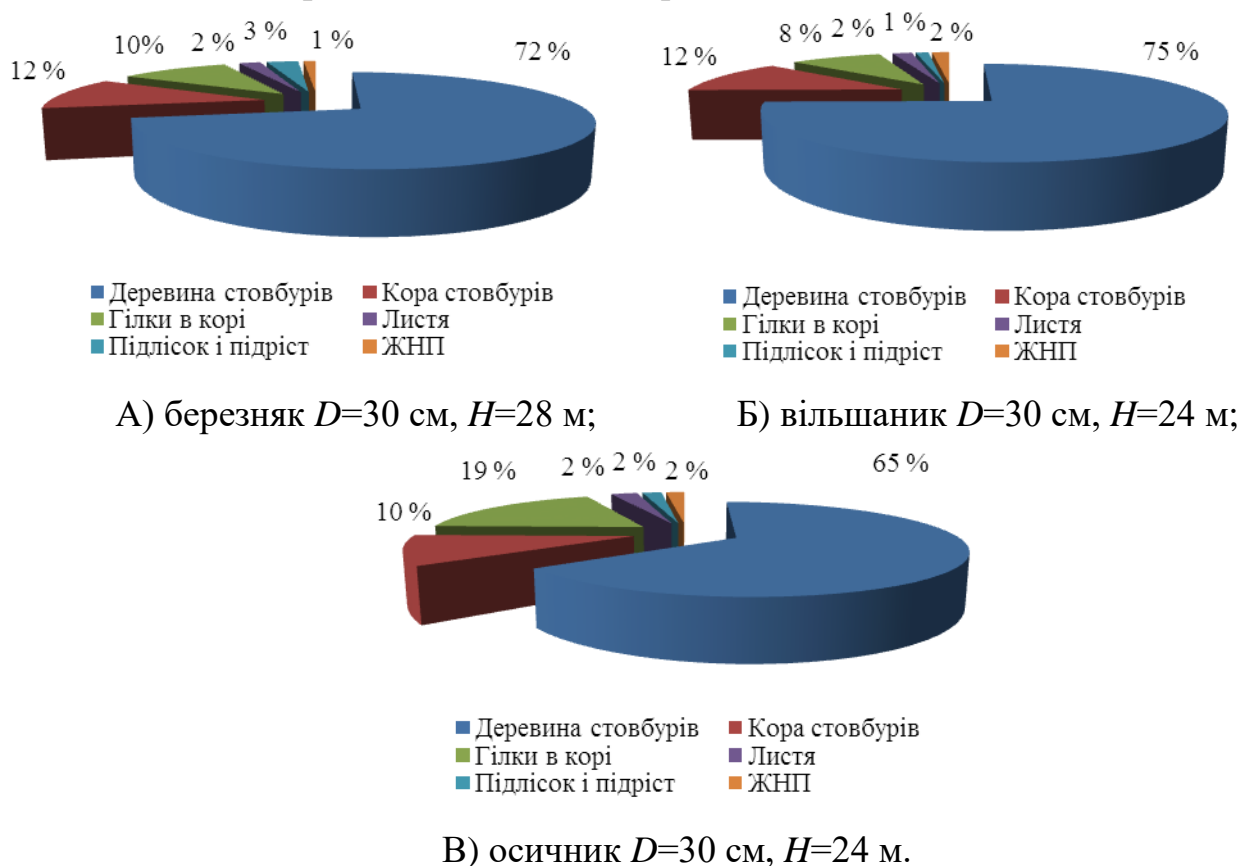 12 %
10%
2 %
3 %
1 %
72 %
Деревина стовбурів
Кора стовбурів
Гілки в корі
Листя
Підлісок і підріст
ЖНП
А) березняк D=30 см, H=28 м;
12 %
8 %
2 %
1 %
2 %
75 %
Деревина стовбурів
Кора стовбурів
Гілки в корі
Листя
Підлісок і підріст
ЖНП
Б) вільшаник D=30 см, H=24 м;
10 %
19 %
2 %
2 %
2 %
65 %
Деревина стовбурів
Кора стовбурів
Гілки в корі
Листя
Підлісок і підріст
ЖНП
В) осичник D=30 см, H=24 м.